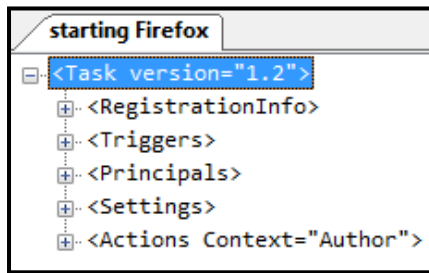 starting Firefox
<Task version="1.2">
<RegistrationInfo>
<Triggers>
<Principals>
<Settings>
<Actions Context="Author">